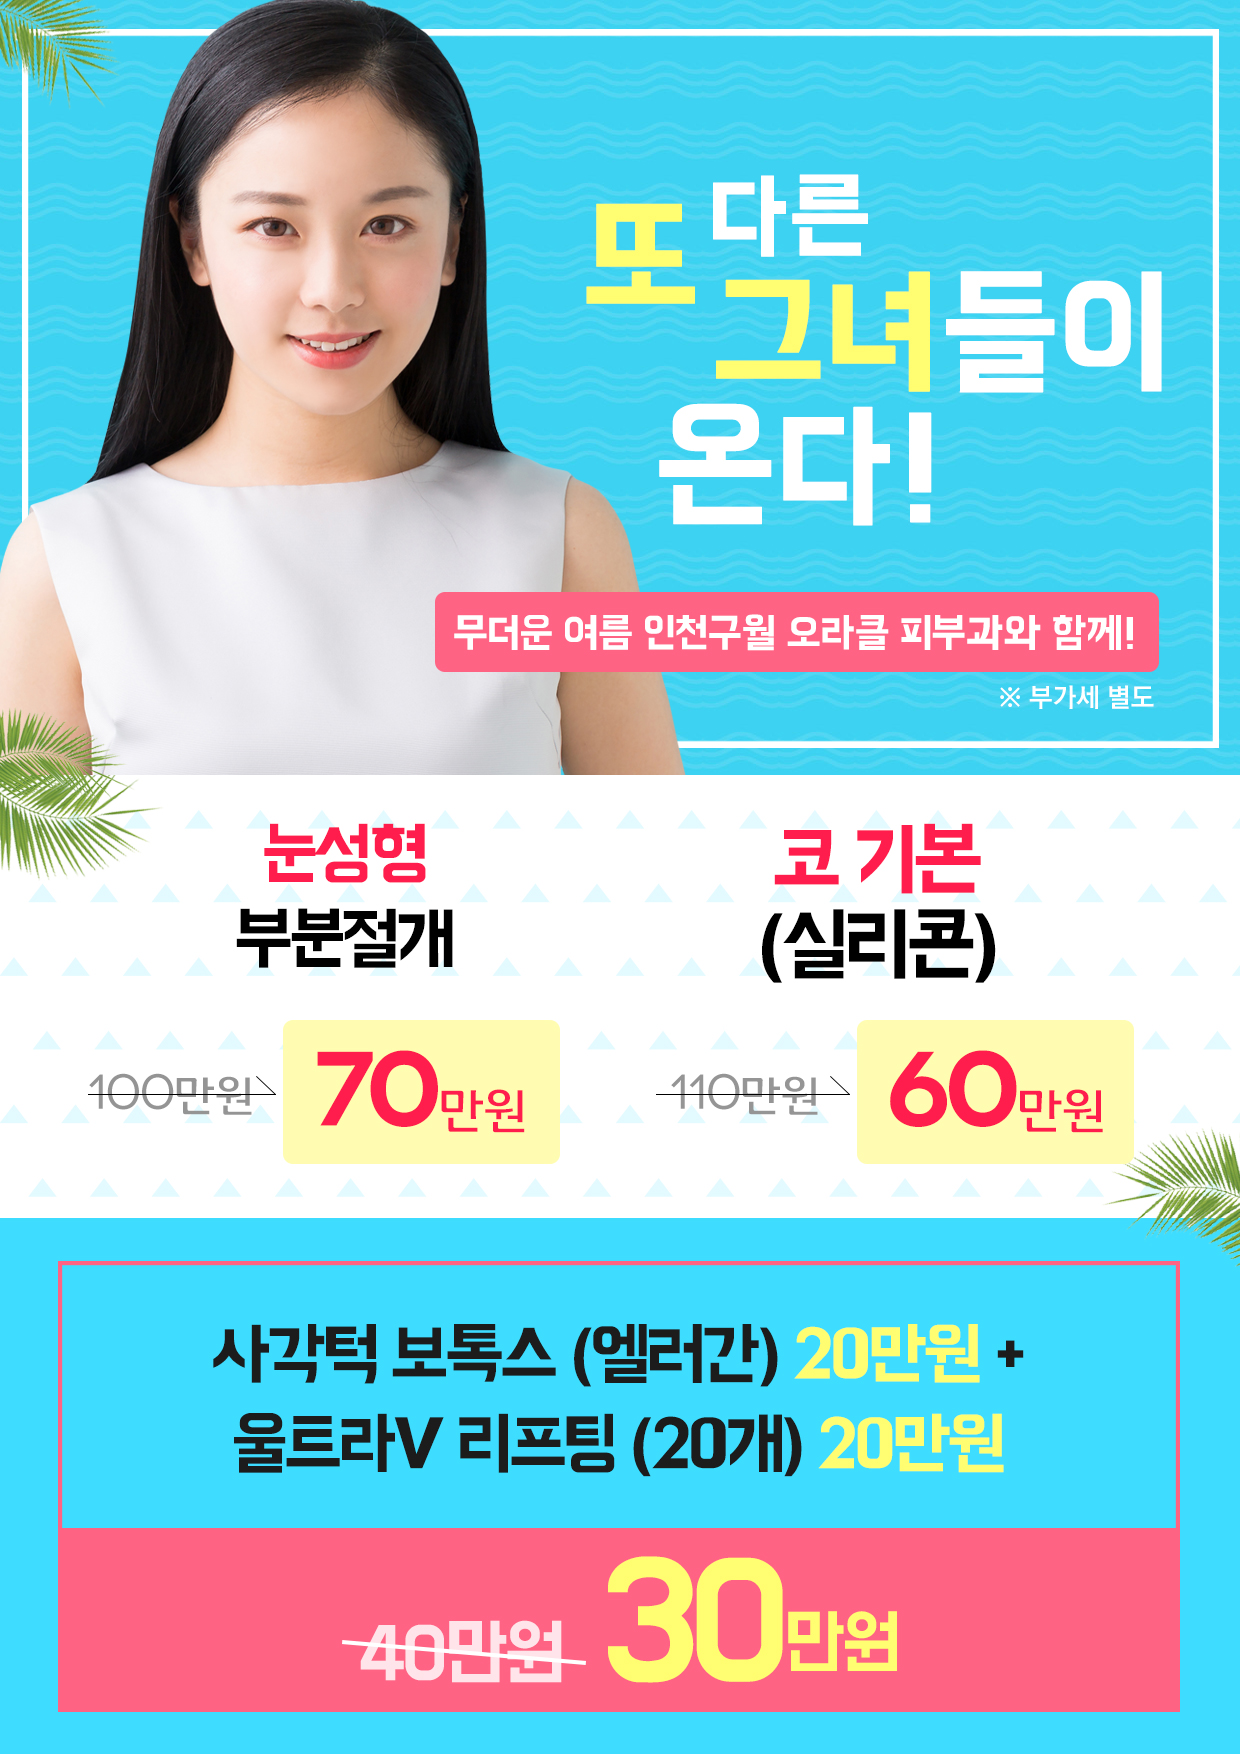 또 다른
그녀들이
온다!
무더운 여름 인천구월 오라클 피부과와 함께!
※ 부가세 별도
눈성형
부분절개
100만원 70만원
코 기본
(실리콘)
110만원 60만원
사각턱 보톡스 (엘러간) 20만원 +
울트라V 리프팅 (20개) 20만원
40만원 30만원